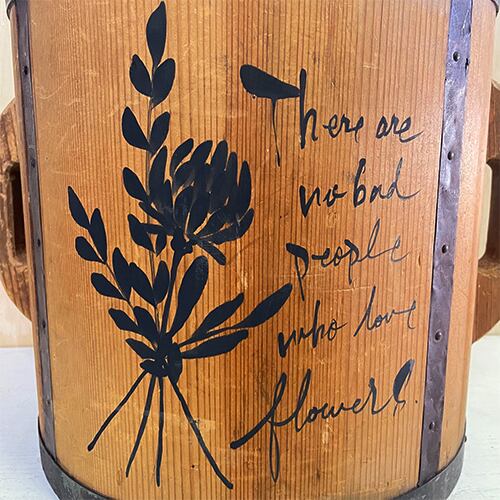 There are
no bad
people,
who love
flowers.